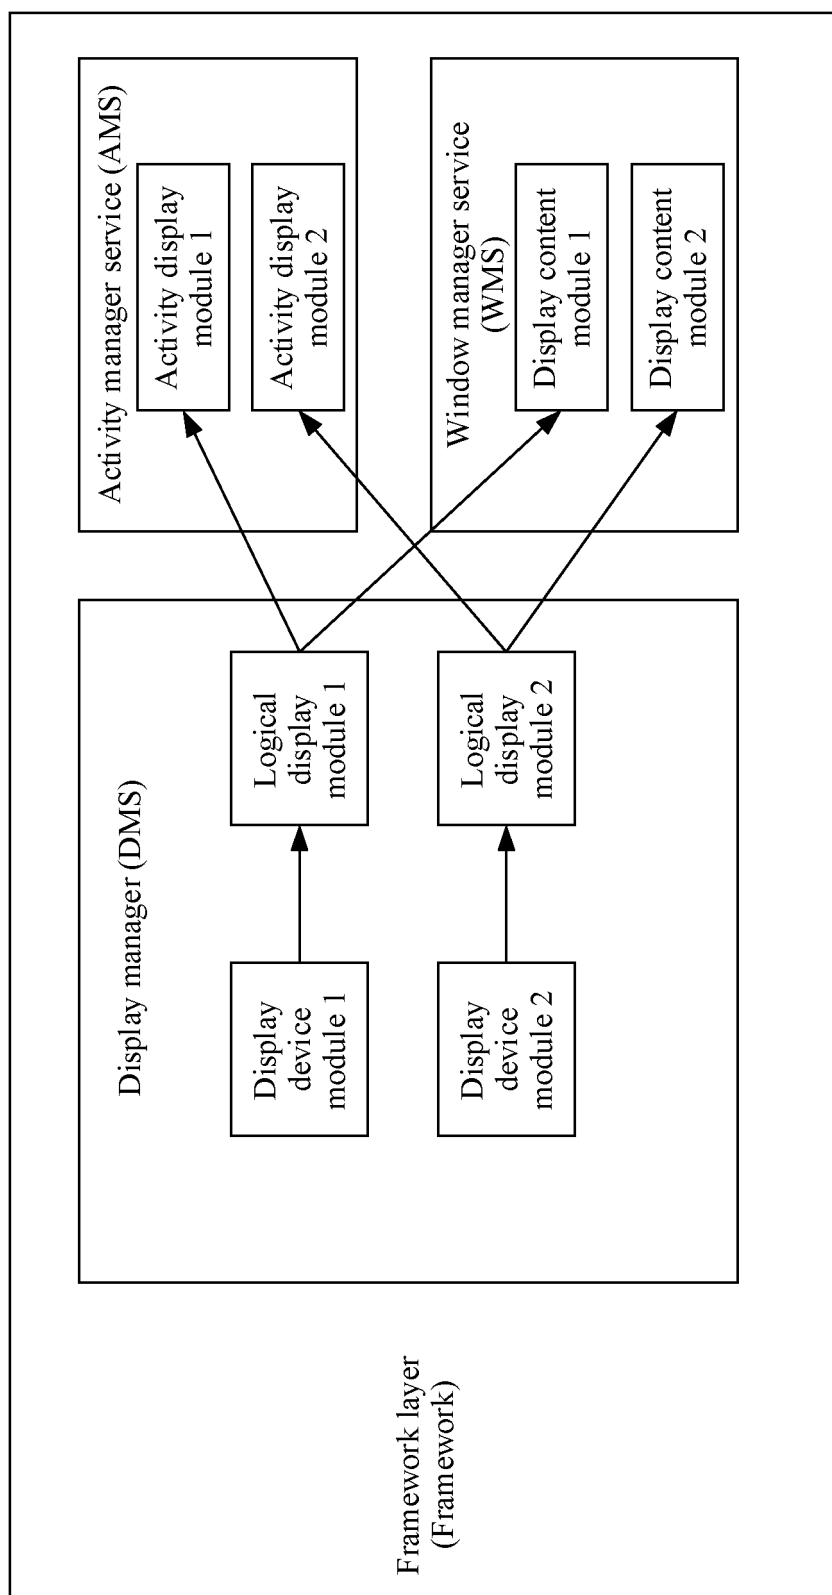 Framework layer
(Framework)
Display manager (DMS)
Display
device
module 1
Display
device
module 2
Logical
display
module 1
Logical
display
module 2
Activity manager service (AMS)
Activity display
module 1
Activity display
module 2
Window manager service
(WMS)
Display content
module 1
Display content
module 2